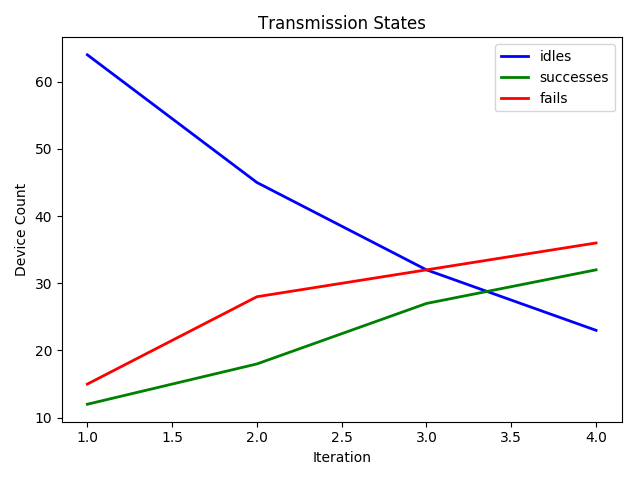 Transmission States
idles
successes
fails
60
50
40
30
20
10
Device Count
1.0 1.5 2.0 2.5 3.0 3.5 4.0
Iteration